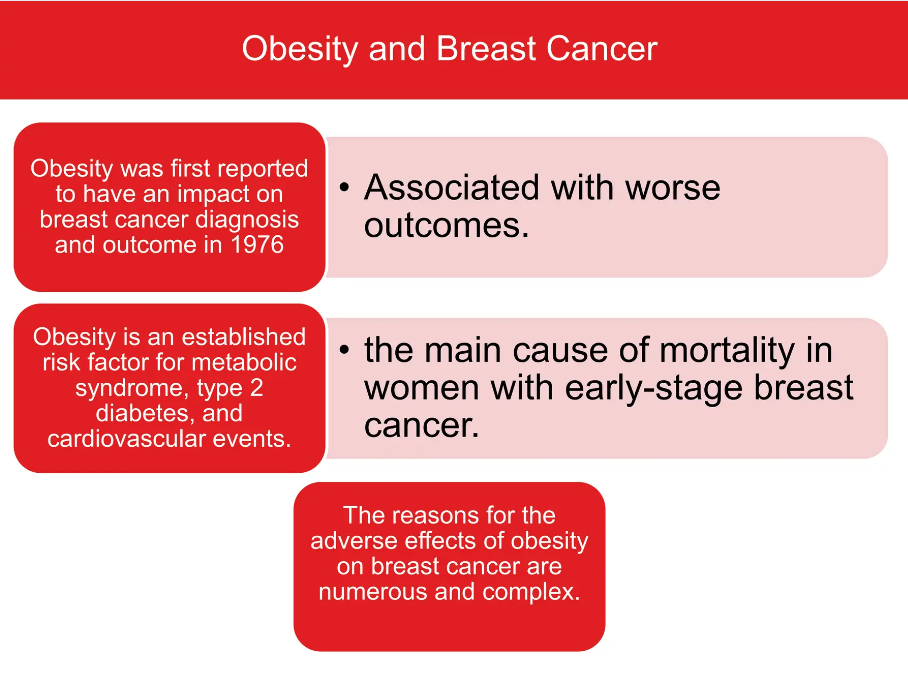 Obesity and Breast Cancer
Obesity was first reported
to have an impact on
breast cancer diagnosis
and outcome in 1976
• Associated with worse
outcomes.
Obesity is an established
risk factor for metabolic
syndrome, type 2
diabetes, and
cardiovascular events.
• the main cause of mortality in
women with early-stage breast
cancer.
The reasons for the
adverse effects of obesity
on breast cancer are
numerous and complex.